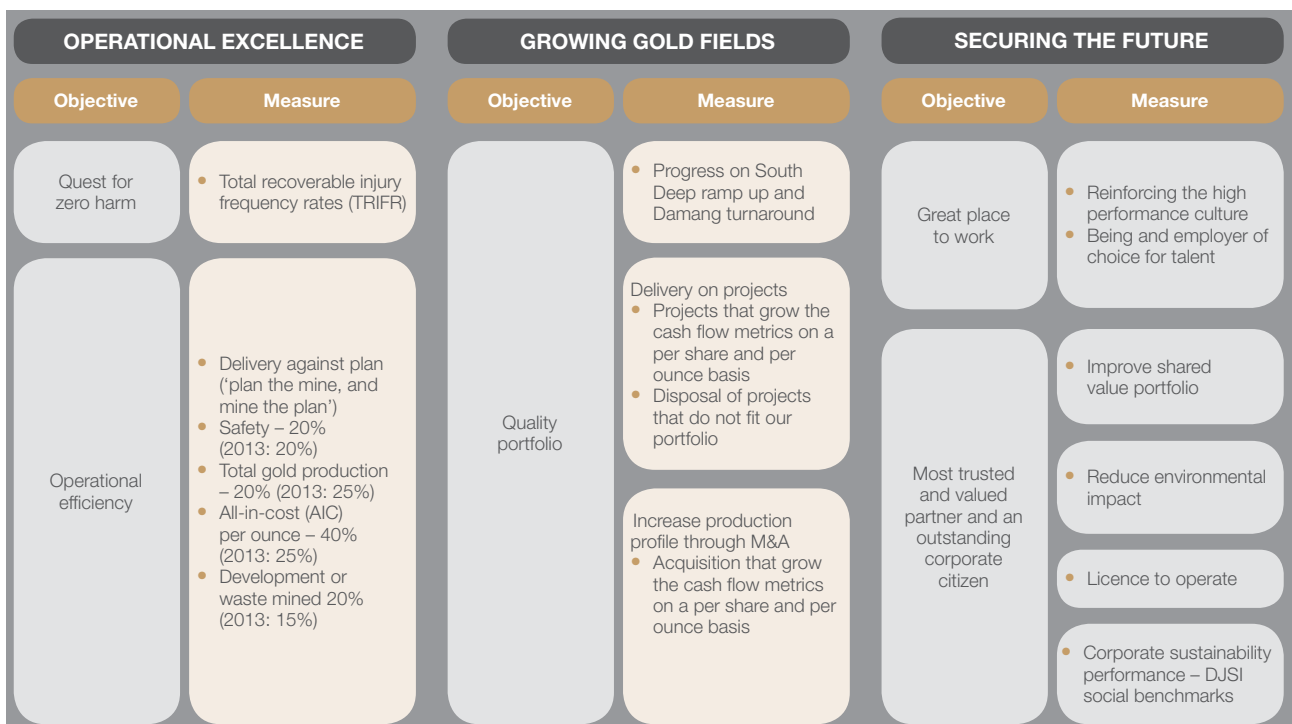 OPERATIONAL EXCELLENCE
Objective
Measure
Quest for
zero harm
• Total recoverable injury
frequency rates (TRIFR)
Operational
efficiency
• Delivery against plan
(‘plan the mine, and
mine the plan’)
• Safety – 20%
(2013: 20%)
• Total gold production
– 20% (2013: 25%)
• All-in-cost (AIC)
per ounce – 40%
(2013: 25%)
• Development or
waste mined 20%
(2013: 15%)
GROWING GOLD FIELDS
Objective
Measure
Quality
portfolio
• Progress on South
Deep ramp up and
Damang turnaround
Delivery on projects
• Projects that grow the
cash flow metrics on a
per share and per
ounce basis
• Disposal of projects
that do not fit our
portfolio
Increase production
profile through M&A
• Acquisition that grow
the cash flow metrics
on a per share and per
ounce basis
SECURING THE FUTURE
Objective
Measure
Great place
to work
• Reinforcing the high
performance culture
• Being and employer of
choice for talent
Most trusted
and valued
partner and an
outstanding
corporate
citizen
• Improve shared
value portfolio
• Reduce environmental
impact
• Licence to operate
• Corporate sustainability
performance – DJSI
social benchmarks